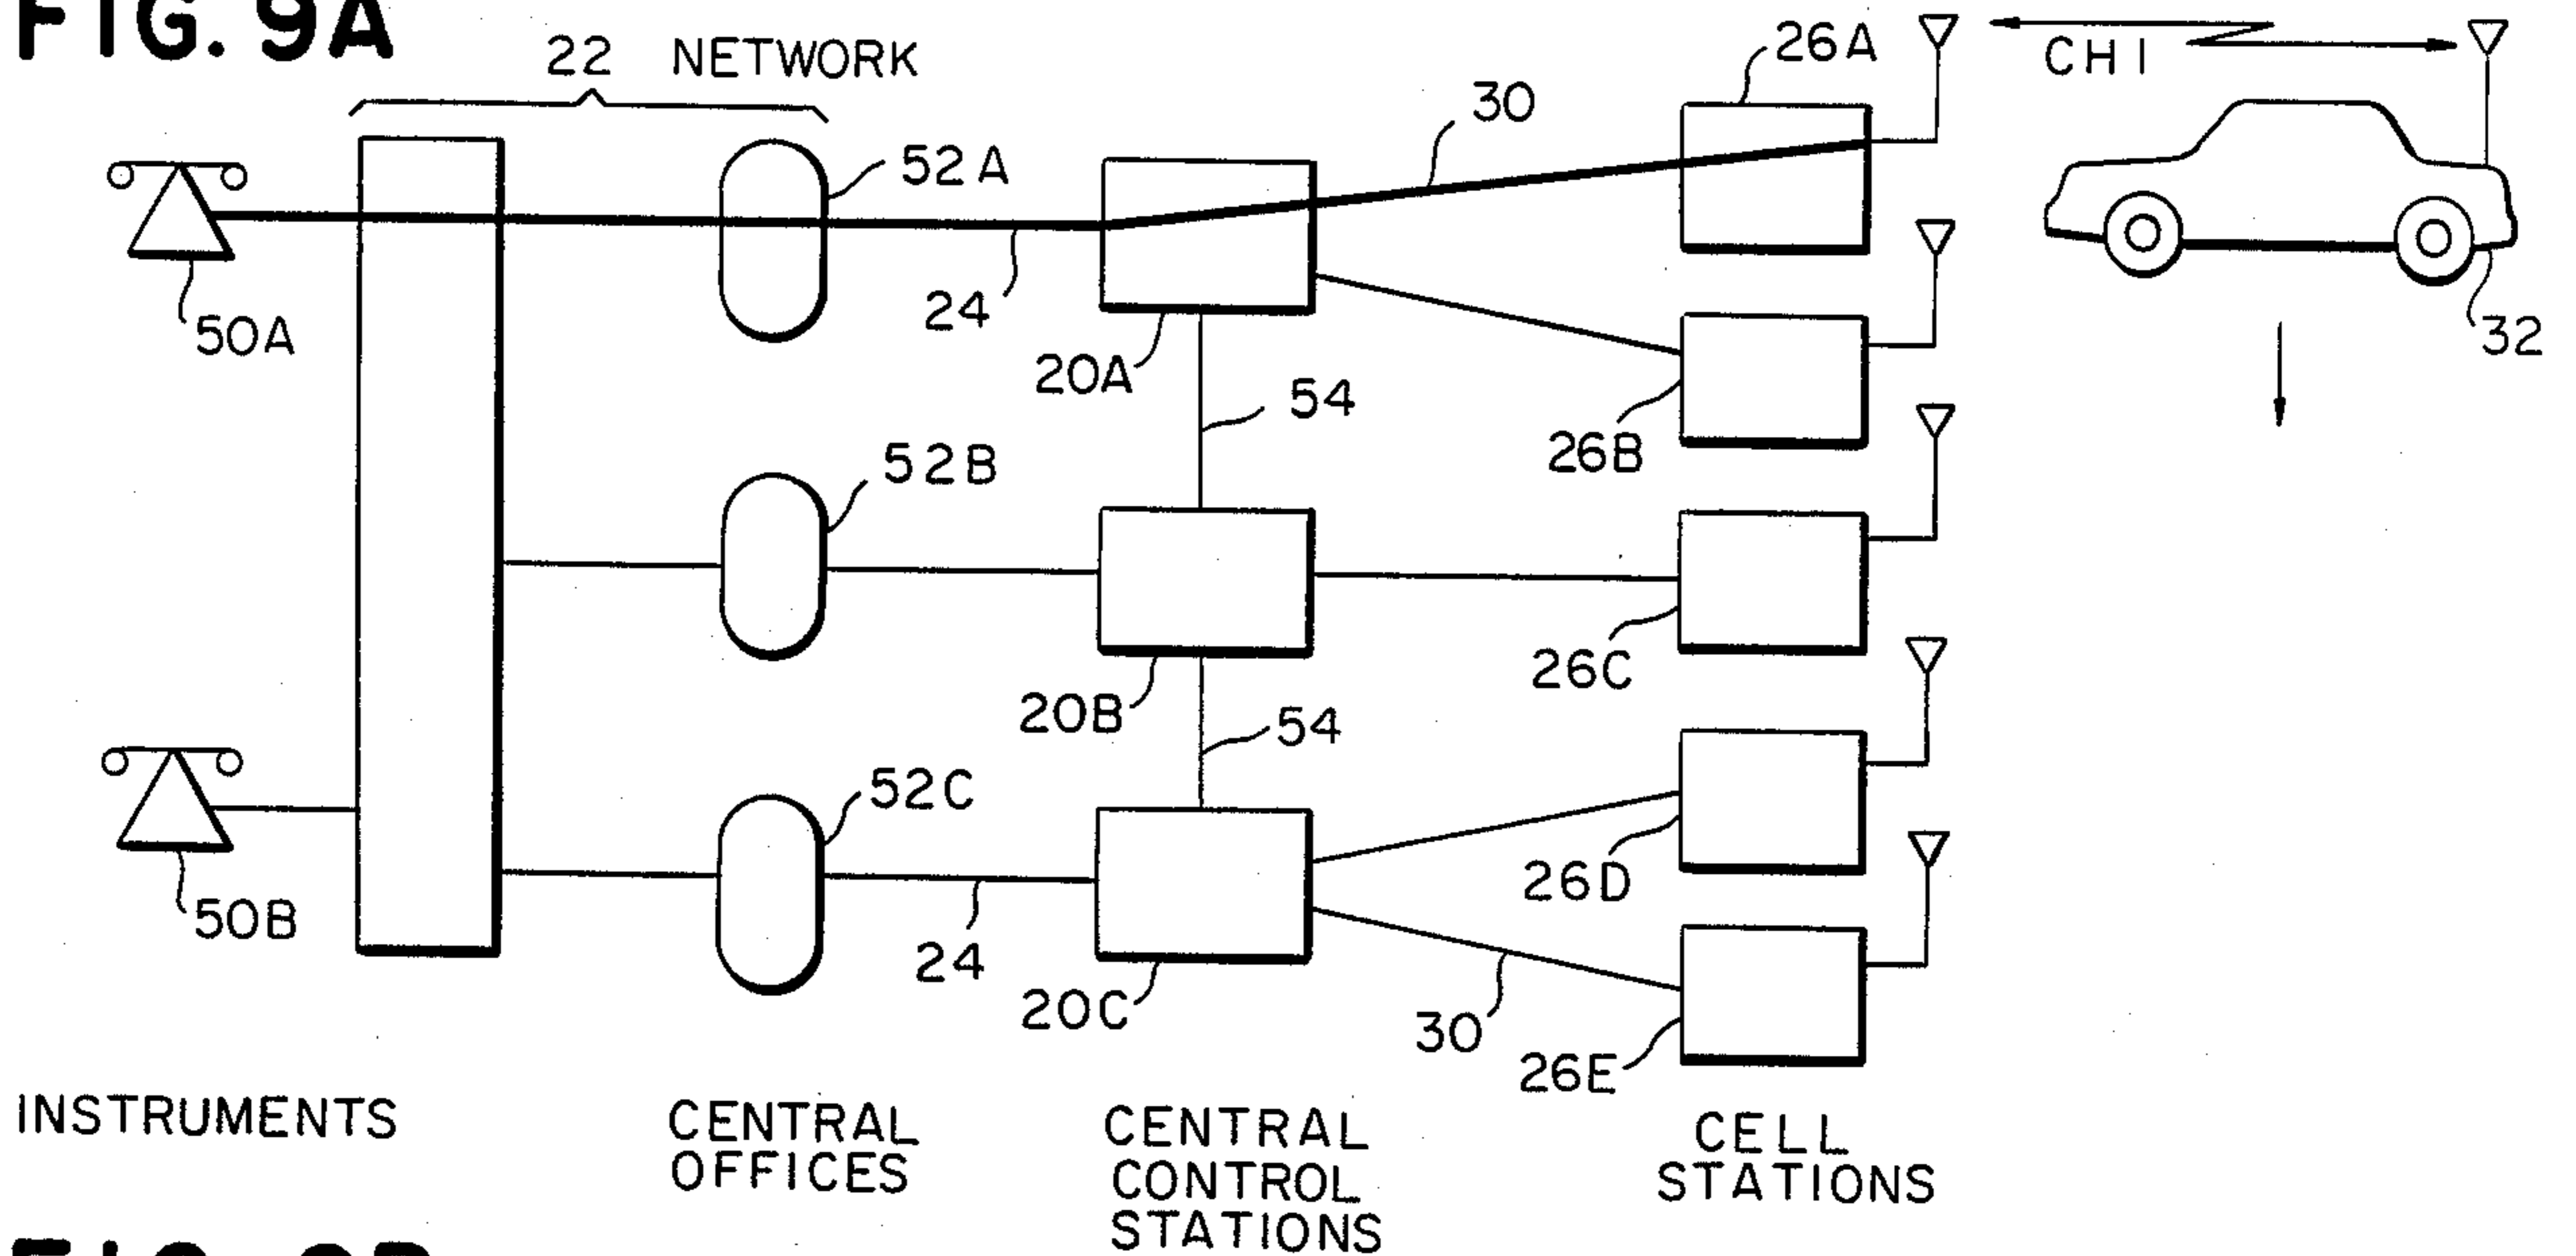 FIG. 9A
22 NETWORK
26A
CH 1
30
52A
50A
24
20A
32
54
26B
52B
26C
20B
54
52C
26D
50B
24
20C
30
26E
INSTRUMENTS
CENTRAL
OFFICES
CENTRAL
CONTROL
STATIONS
CELL
STATIONS